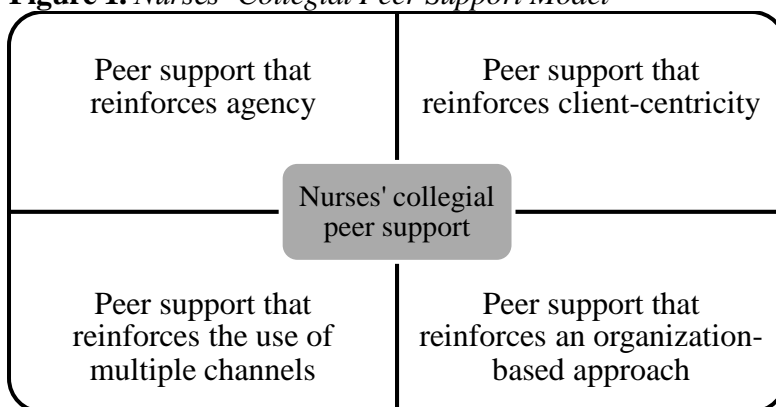 Figure 1. Nurses' Collegial Peer Support Model
Peer support that
reinforces agency
Peer support that
reinforces client-centricity
Nurses' collegial
peer support
Peer support that
reinforces the use of
multiple channels
Peer support that
reinforces an organization-
based approach